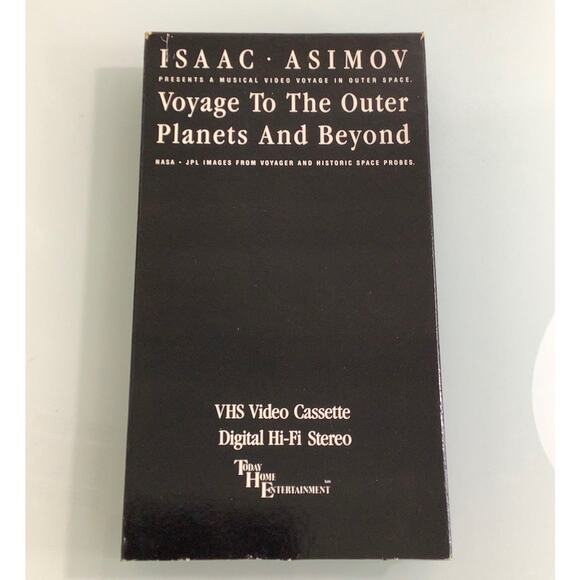 ISAAC · ASIMOV
PRESENTS A MUSICAL VIDEO VOYAGE IN OUTER SPACE.
Voyage To The Outer
Planets And Beyond
NASA • JPL IMAGES FROM VOYAGER AND HISTORIC SPACE PROBES.
VHS Video Cassette
Digital Hi-Fi Stereo
TODAY
HOME
ENTERTAINMENT